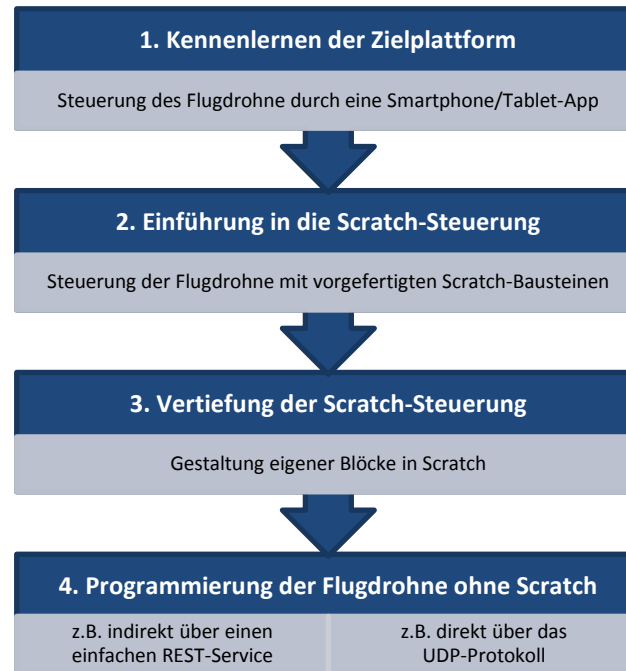 1. Kennenlernen der Zielplattform
Steuerung des Flugdrohne durch eine Smartphone/Tablet-App
2. Einführung in die Scratch-Steuerung
Steuerung der Flugdrohne mit vorgefertigten Scratch-Bausteinen
3. Vertiefung der Scratch-Steuerung
Gestaltung eigener Blöcke in Scratch
4. Programmierung der Flugdrohne ohne Scratch
z.B. indirekt über einen
einfachen REST-Service
z.B. direkt über das
UDP-Protokoll